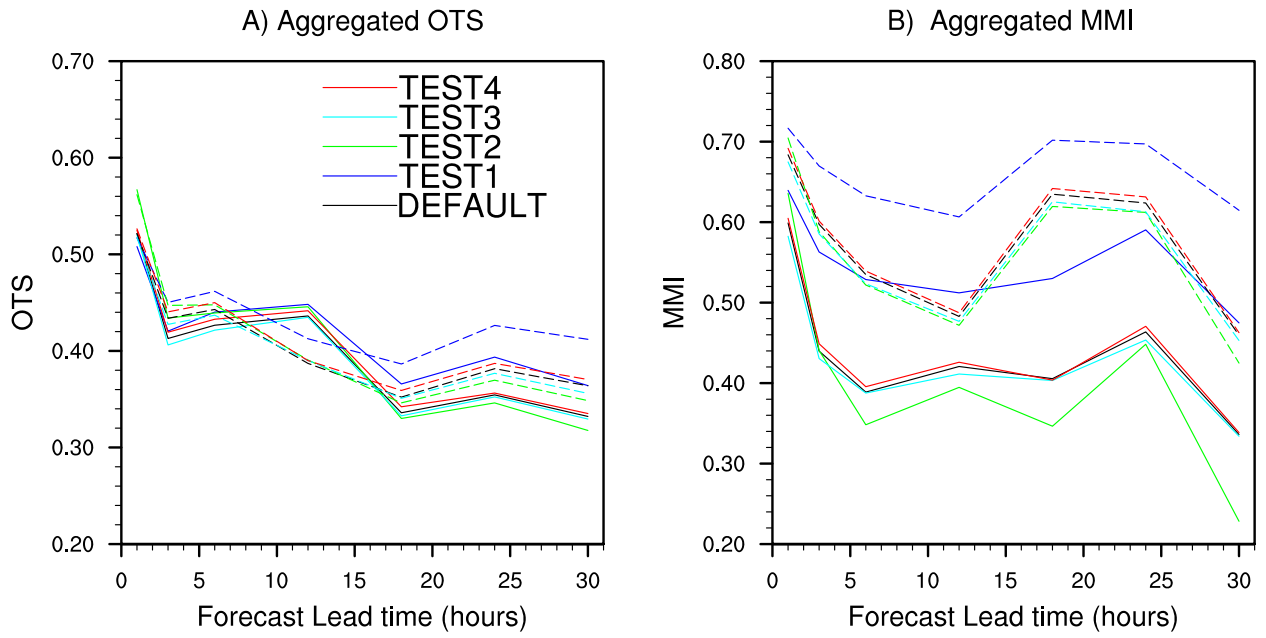 A) Aggregated OTS
0.70
0.60
0.50
0.40
0.30
0.20
OTS
TEST4
TEST3
TEST2
TEST1
DEFAULT
0 5 10 15 20 25 30
Forecast Lead time (hours)
B) Aggregated MMI
0.80
0.70
0.60
0.50
0.40
0.30
0.20
MMI
0 5 10 15 20 25 30
Forecast Lead time (hours)